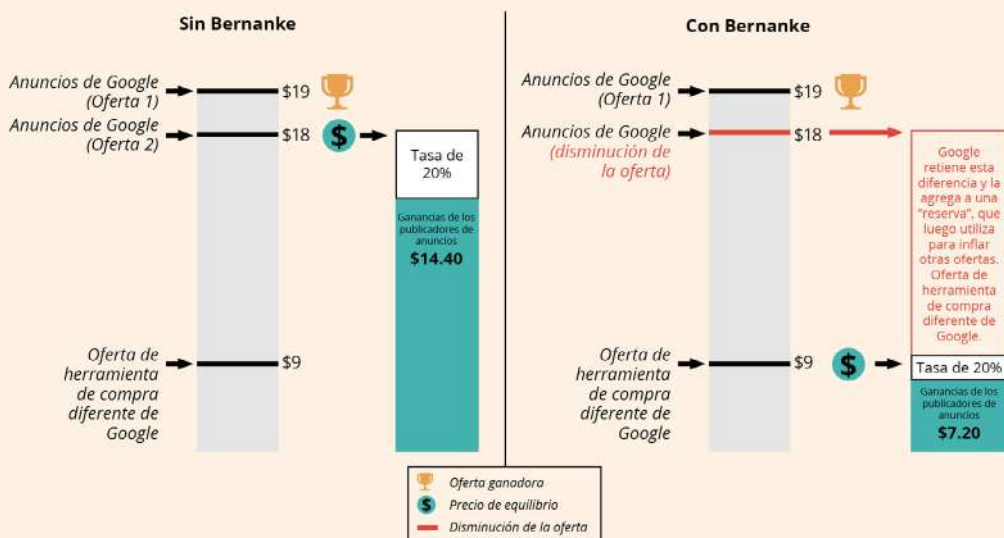 Sin Bernanke
Anuncios de Google
(Oferta 1)
$19
Anuncios de Google
(Oferta 2)
$18
$
Tasa de
20%
Ganancias de los
publicadores de
anuncios
$14.40
Oferta de
herramienta
de compra
diferente de
Google
$9
Con Bernanke
Anuncios de Google
(Oferta 1)
$19
Anuncios de Google
(disminución de
la oferta)
$18
Google
retiene esta
diferencia y la
agrega a una
"reserva", que
luego utiliza
para inflar
otras ofertas.
Oferta de
herramienta
de compra
diferente de
Google.
Oferta de
herramienta
de compra
diferente de
Google
$9
$
Tasa de 20%
Ganancias de los
publicadores de
anuncios
$7.20
Oferta ganadora
$
Precio de equilibrio
Disminución de la oferta